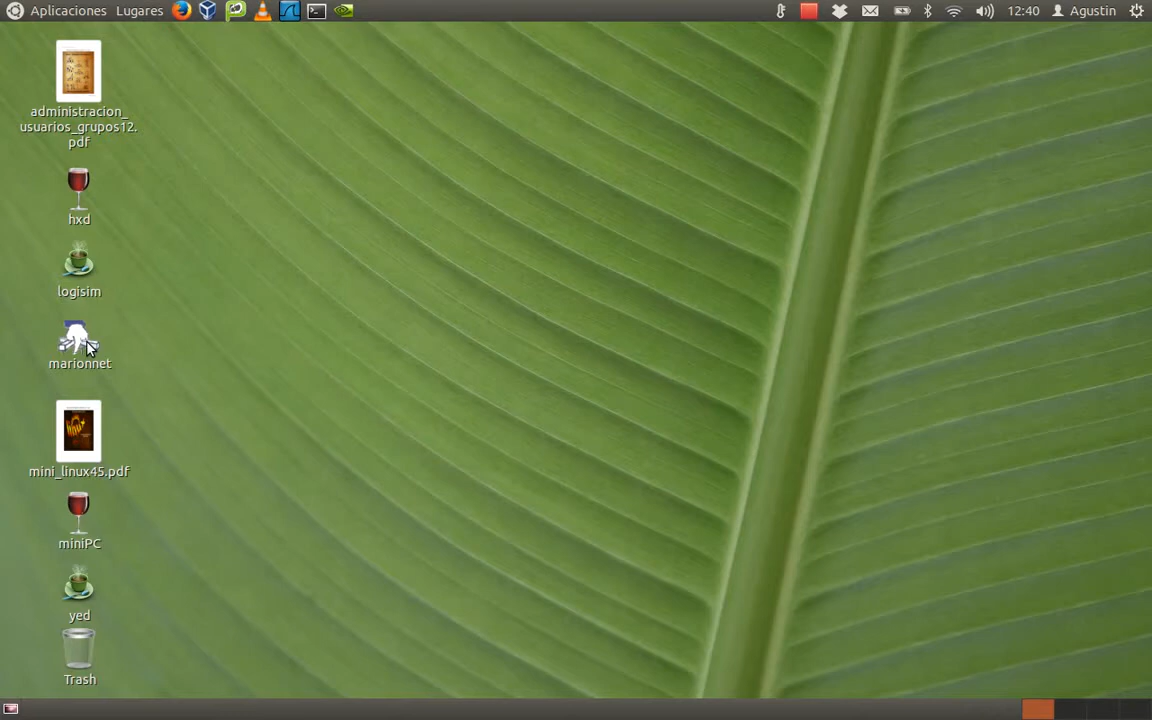 Aplicaciones Lugares 12:40 Agustin
administracion_
usuarios_grupos12.
pdf
hxd
logisim
marionnet
mini_linux45.pdf
miniPC
yed
Trash